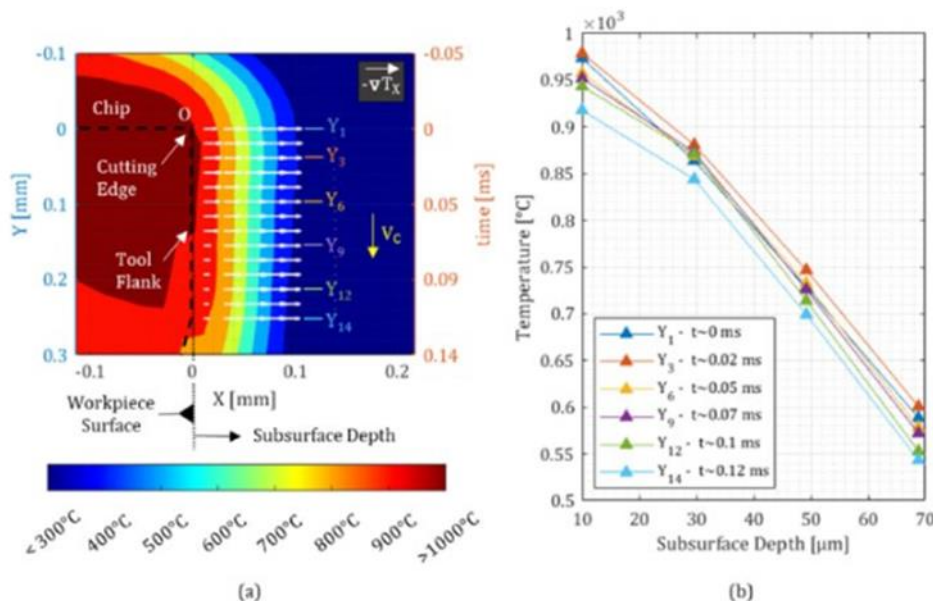 -0.1
0
0.1
0.2
0.3
Y [mm]
Chip
O
Cutting
Edge
Tool
Flank
-∇T_X
Y_1
Y_3
Y_6
Y_9
Y_12
Y_14
V_C
-0.05
0
0.05
0.09
0.14
time [ms]
-0.1
0
0.1
0.2
X [mm]
Workpiece
Surface
Subsurface Depth
<300°C
400°C
500°C
600°C
700°C
800°C
900°C
>1000°C
(a)
×10³
1
0.95
0.9
0.85
0.8
0.75
0.7
0.65
0.6
0.55
0.5
Temperature [°C]
Y_1 - t~0 ms
Y_3 - t~0.02 ms
Y_6 - t~0.05 ms
Y_9 - t~0.07 ms
Y_12 - t~0.1 ms
Y_14 - t~0.12 ms
10
20
30
40
50
60
70
Subsurface Depth [μm]
(b)